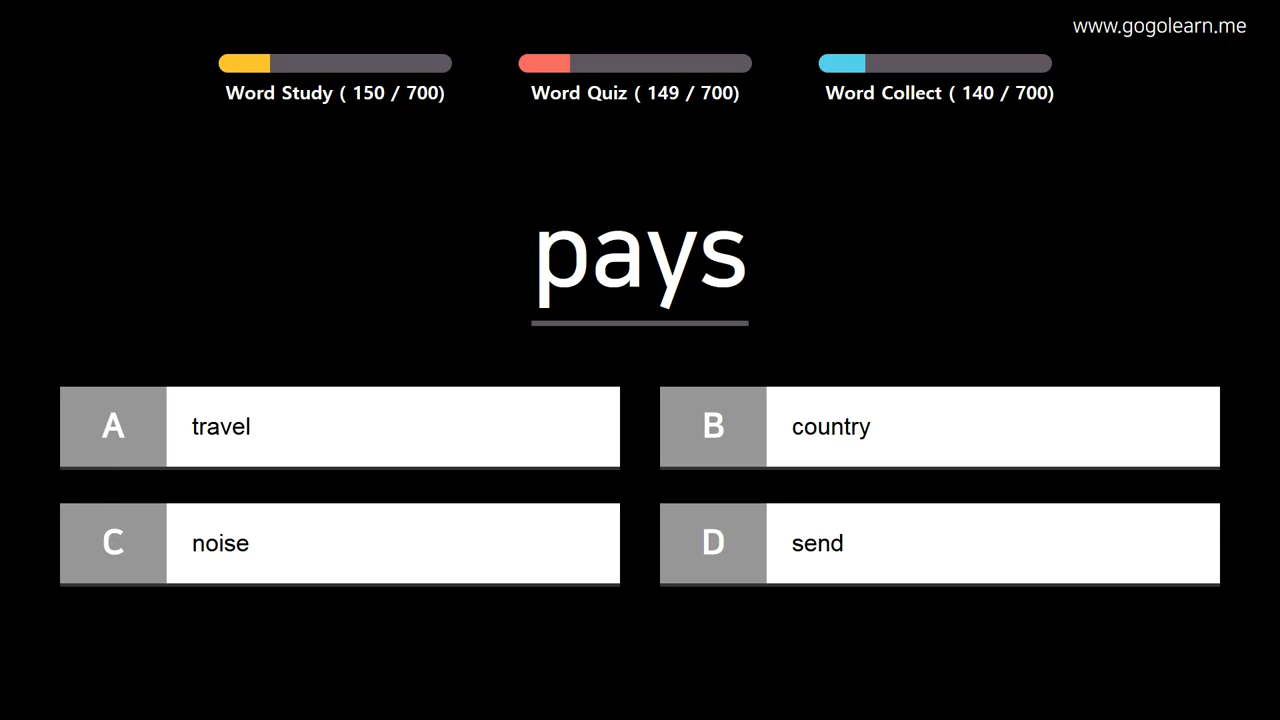 www.gogolearn.me
Word Study ( 150 / 700)
Word Quiz ( 149 / 700)
Word Collect ( 140 / 700)
pays
A travel
B country
C noise
D send